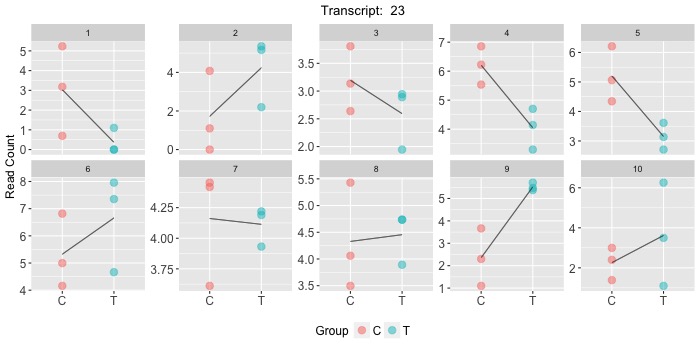 Transcript: 23
1 2 3 4 5
5 4 3 2 1 0
4 2 0
3.5 3.0 2.5 2.0
7 6 5 4
6 5 4 3
Read Count
6 7 8 9 10
8 7 6 5 4
4.25 4.00 3.75
5.5 5.0 4.5 4.0 3.5
5 4 3 2 1
6 4 2
C T C T C T C T C T
Group C T